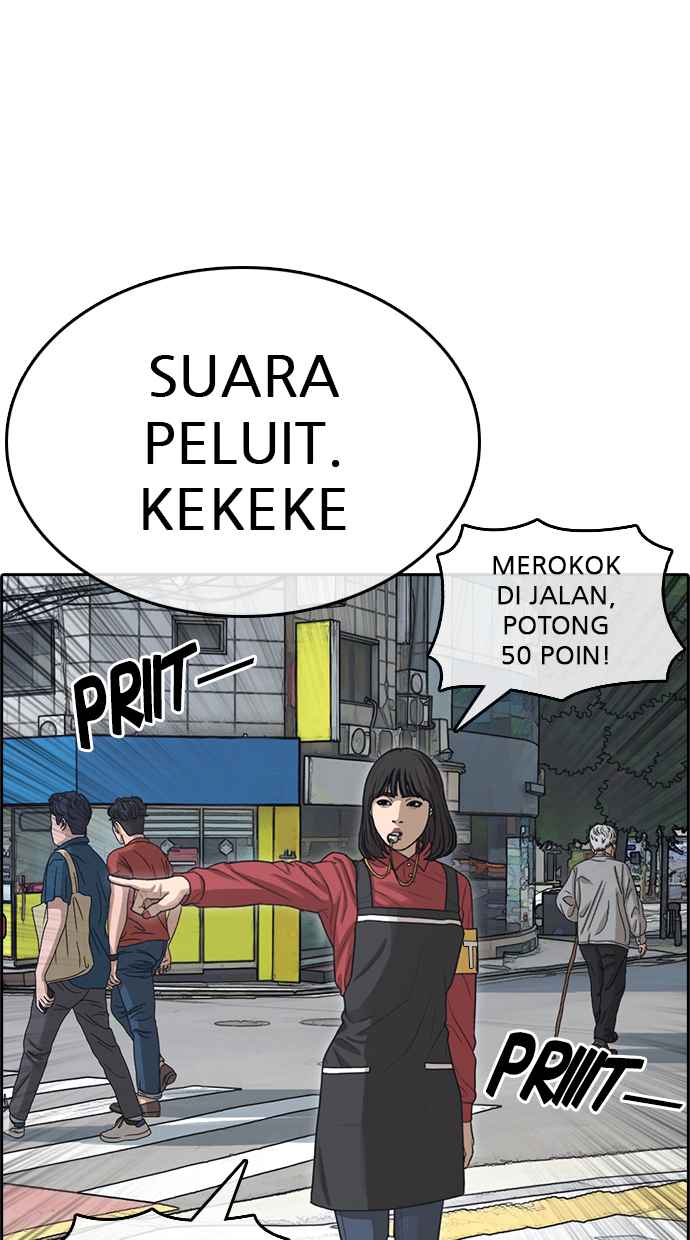 SUARA
PELUIT.
KEKEKE
MEROKOK
DI JALAN,
POTONG
50 POIN!
PRIIT—
T
PRIIIT—